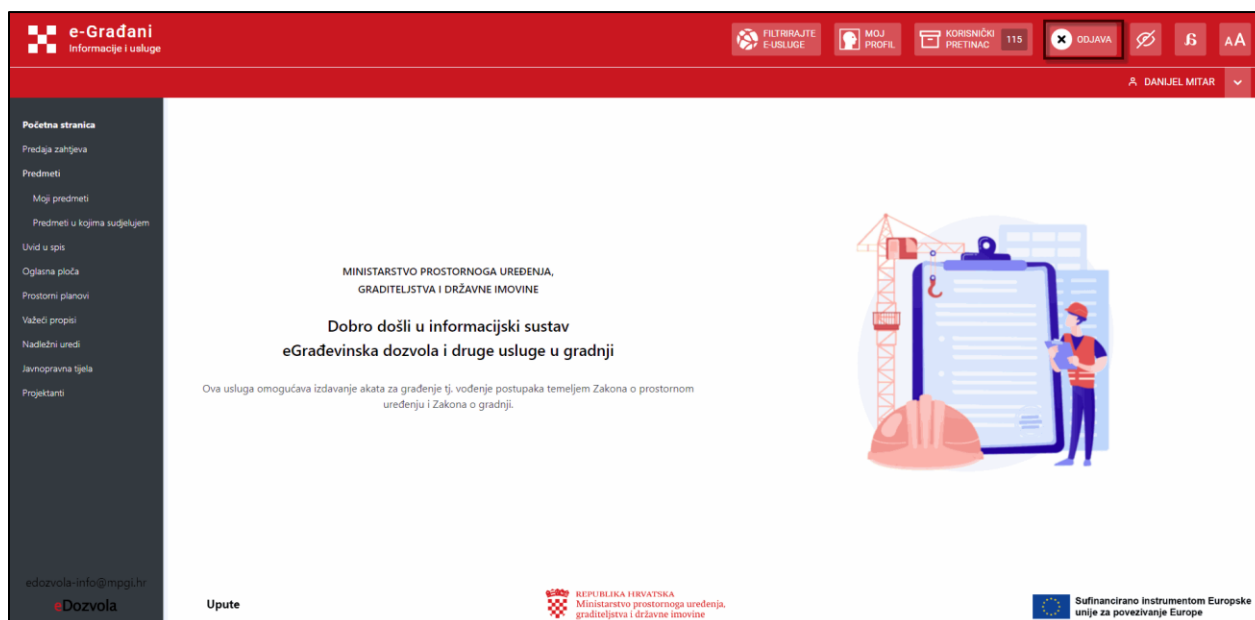 e-Građani
Informacije i usluge
FILTRIRAJTE
E-USLUGE
MOJ
PROFIL
KORISNIČKI
PRETINAC
115
ODJAVA
AA
DANIJEL MITAR
Početna stranica
Predaja zahtjeva
Predmeti
Moji predmeti
Predmeti u kojima sudjelujem
Uvid u spis
Oglasna ploča
Prostorni planovi
Važeći propisi
Nadležni uredi
Javnopravna tijela
Projektanti
MINISTARSTVO PROSTORNOGA UREĐENJA,
GRADITELJSTVA I DRŽAVNE IMOVINE
Dobro došli u informacijski sustav
eGrađevinska dozvola i druge usluge u gradnji
Ova usluga omogućava izdavanje akata za građenje tj. vođenje postupaka temeljem Zakona o prostornom
uređenju i Zakona o gradnji.
edozvola-info@mpgi.hr
eDozvola
Upute
REPUBLIKA HRVATSKA
Ministarstvo prostornoga uređenja,
graditeljstva i državne imovine
Sufinancirano instrumentom Europske
unije za povezivanje Europe